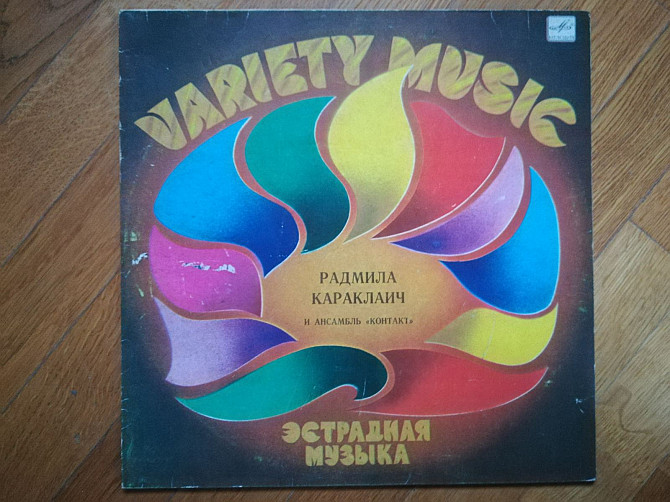 VARIETY MUSIC
РАДМИЛА
КАРАКЛАИЧ
И АНСАМБЛЬ «КОНТАКТ»
ЭСТРАДНАЯ
МУЗЫКА